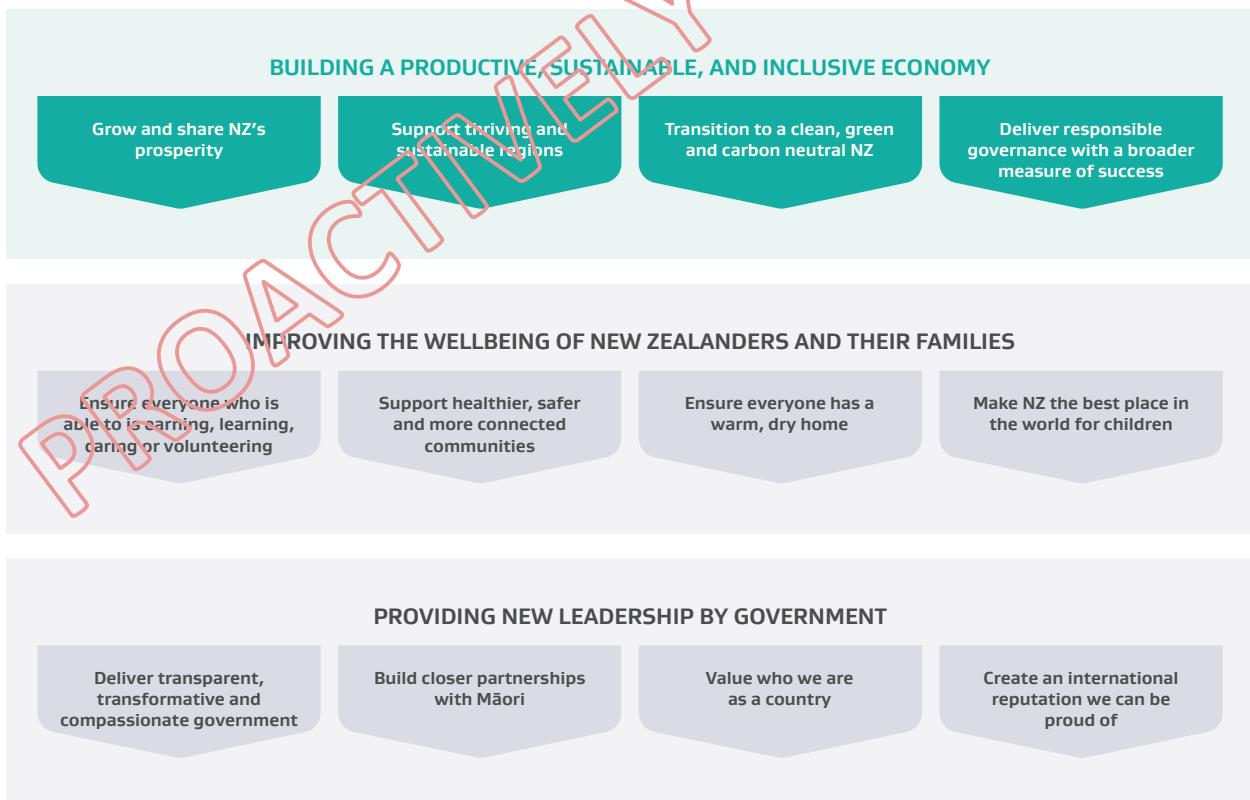 BUILDING A PRODUCTIVE, SUSTAINABLE, AND INCLUSIVE ECONOMY
Grow and share NZ’s
prosperity
Support thriving and
sustainable regions
Transition to a clean, green
and carbon neutral NZ
Deliver responsible
governance with a broader
measure of success
PROACTIVELY
IMPROVING THE WELLBEING OF NEW ZEALANDERS AND THEIR FAMILIES
Ensure everyone who is
able to is earning, learning,
caring or volunteering
Support healthier, safer
and more connected
communities
Ensure everyone has a
warm, dry home
Make NZ the best place in
the world for children
PROVIDING NEW LEADERSHIP BY GOVERNMENT
Deliver transparent,
transformative and
compassionate government
Build closer partnerships
with Māori
Value who we are
as a country
Create an international
reputation we can be
proud of